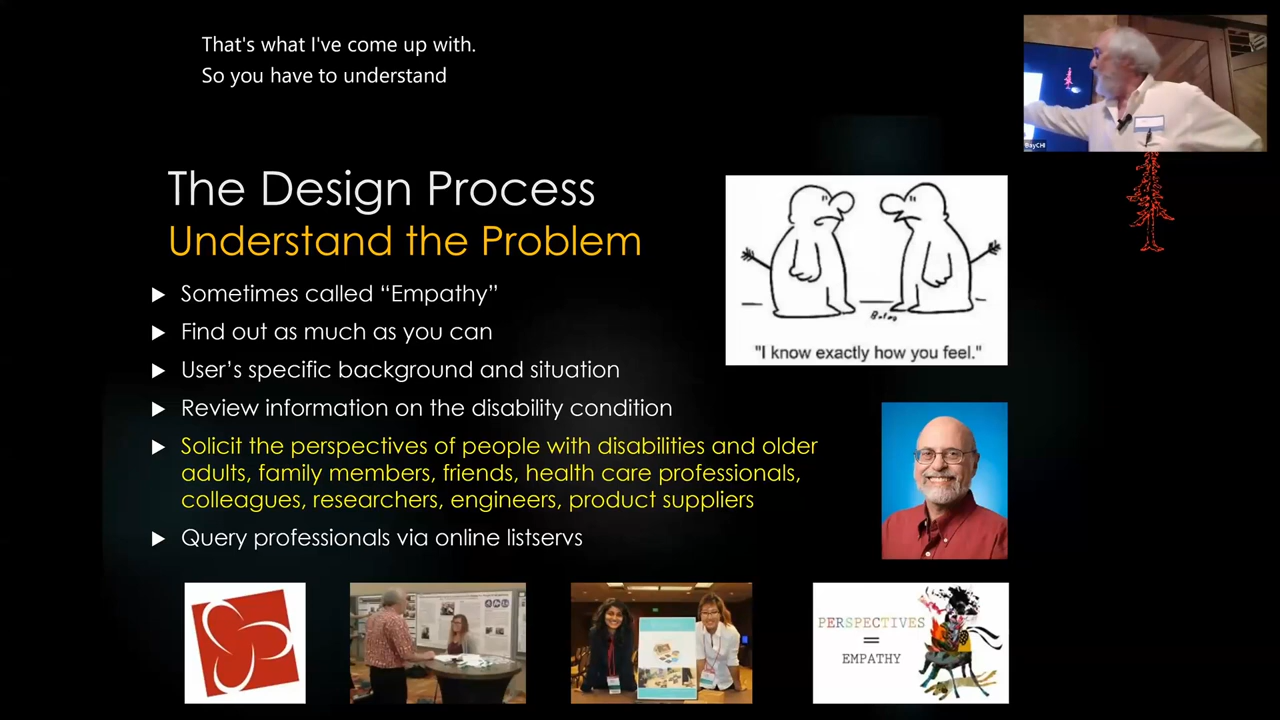 That's what I've come up with.
So you have to understand
BayCHI
The Design Process
Understand the Problem
Sometimes called “Empathy”
Find out as much as you can
User’s specific background and situation
Review information on the disability condition
Solicit the perspectives of people with disabilities and older
adults, family members, friends, health care professionals,
colleagues, researchers, engineers, product suppliers
Query professionals via online listservs
"I know exactly how you feel."
PERSPECTIVES
=
EMPATHY